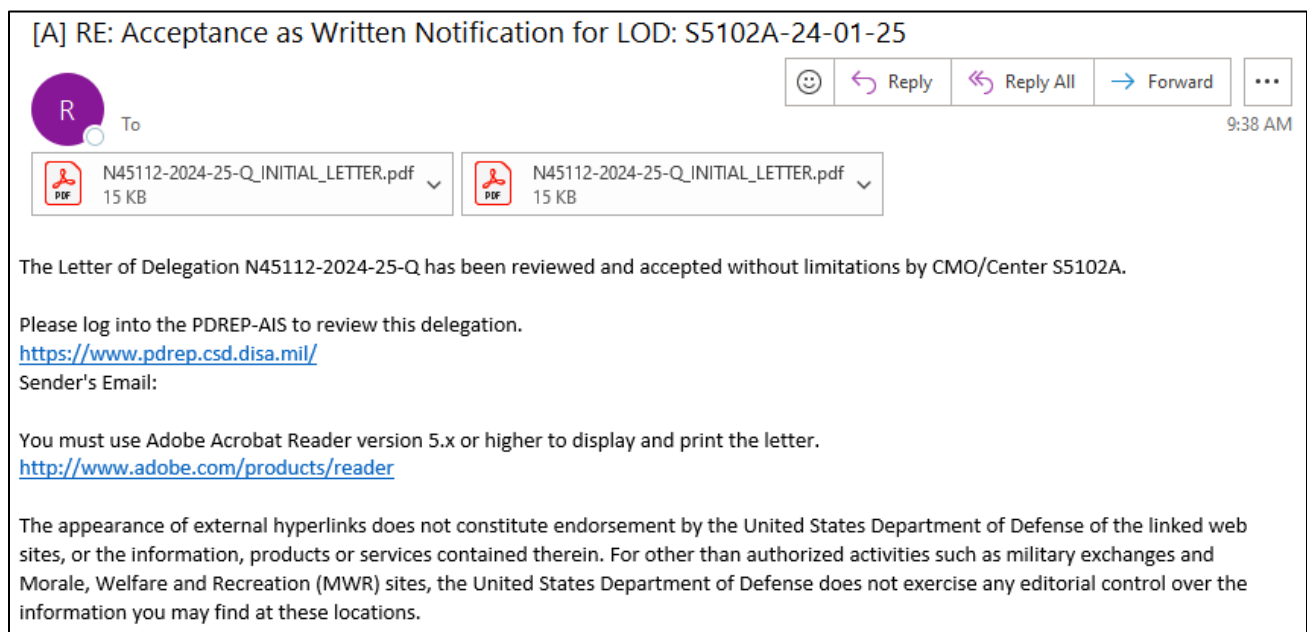 [A] RE: Acceptance as Written Notification for LOD: S5102A-24-01-25
Reply
Reply All
Forward
R
To
9:38 AM
PDF
N45112-2024-25-Q_INITIAL_LETTER.pdf
15 KB
PDF
N45112-2024-25-Q_INITIAL_LETTER.pdf
15 KB
The Letter of Delegation N45112-2024-25-Q has been reviewed and accepted without limitations by CMO/Center S5102A.
Please log into the PDREP-AIS to review this delegation.
https://www.pdrep.csd.disa.mil/
Sender's Email:
You must use Adobe Acrobat Reader version 5.x or higher to display and print the letter.
http://www.adobe.com/products/reader
The appearance of external hyperlinks does not constitute endorsement by the United States Department of Defense of the linked web
sites, or the information, products or services contained therein. For other than authorized activities such as military exchanges and
Morale, Welfare and Recreation (MWR) sites, the United States Department of Defense does not exercise any editorial control over the
information you may find at these locations.